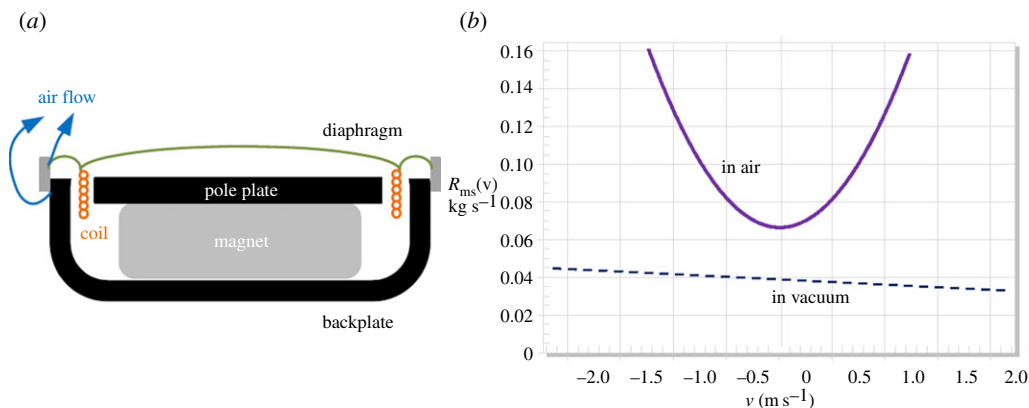 (a)
air flow
diaphragm
pole plate
coil
magnet
backplate
(b)
0.16
0.14
0.12
0.10
0.08
0.06
0.04
0.02
0
R_ms(v)
kg s⁻¹
in air
in vacuum
–2.0 –1.5 –1.0 –0.5 0 0.5 1.0 1.5 2.0
v (m s⁻¹)